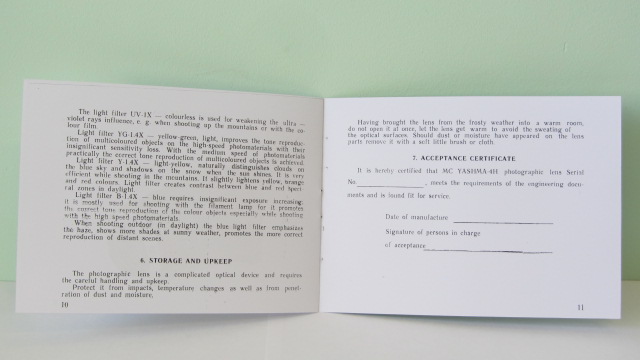 The light filter UV-1X — colourless is used for weakening the ultra —
violet rays influence, e. g. when shooting up the mountains or with the co-
lour film.
Light filter YG-1.4X — yellow-green, light, improves the tone reproduc-
tion of multicoloured objects on the high-speed photomaterials with their
insignificant sensitivity loss. With the medium speed of photomaterials
practically the correct tone reproduction of multicoloured objects is achieved.
Light filter Y-1.4X — light-yellow, naturally distinguishes clouds on
the blue sky and shadows on the snow when the sun shines. It is very
efficient while shooting in the mountains. It slightly lightens yellow, orange
and red colours. Light filter creates contrast between blue and red spect-
ral zones in daylight.
Light filter B-1.4X — blue requires insignificant exposure increasing;
it is mostly used for shooting with the filament lamp for it promotes
the correct tone reproduction of the colour objects especially while shooting
with the high speed photomaterials.
When shooting outdoor (in daylight) the blue light filter emphasizes
the haze, shows more shades at sunny weather, promotes the more correct
reproduction of distant scenes.
6. STORAGE AND UPKEEP
The photographic lens is a complicated optical device and requires
the careful handling and upkeep.
Protect it from impacts, temperature changes as well as from penet-
ration of dust and moisture.
10
Having brought the lens from the frosty weather into a warm room,
do not open it at once, let the lens get warm to avoid the sweating of
the optical surfaces. Should dust or moisture have appeared on the lens
parts remove it with a soft little brush or cloth.
7. ACCEPTANCE CERTIFICATE
It is hereby certified that MC YASHMA-4H photographic lens Serial
No , meets the requirements of the engineering docu-
ments and is found fit for service.
Date of manufacture
Signature of persons in charge
of acceptance
11